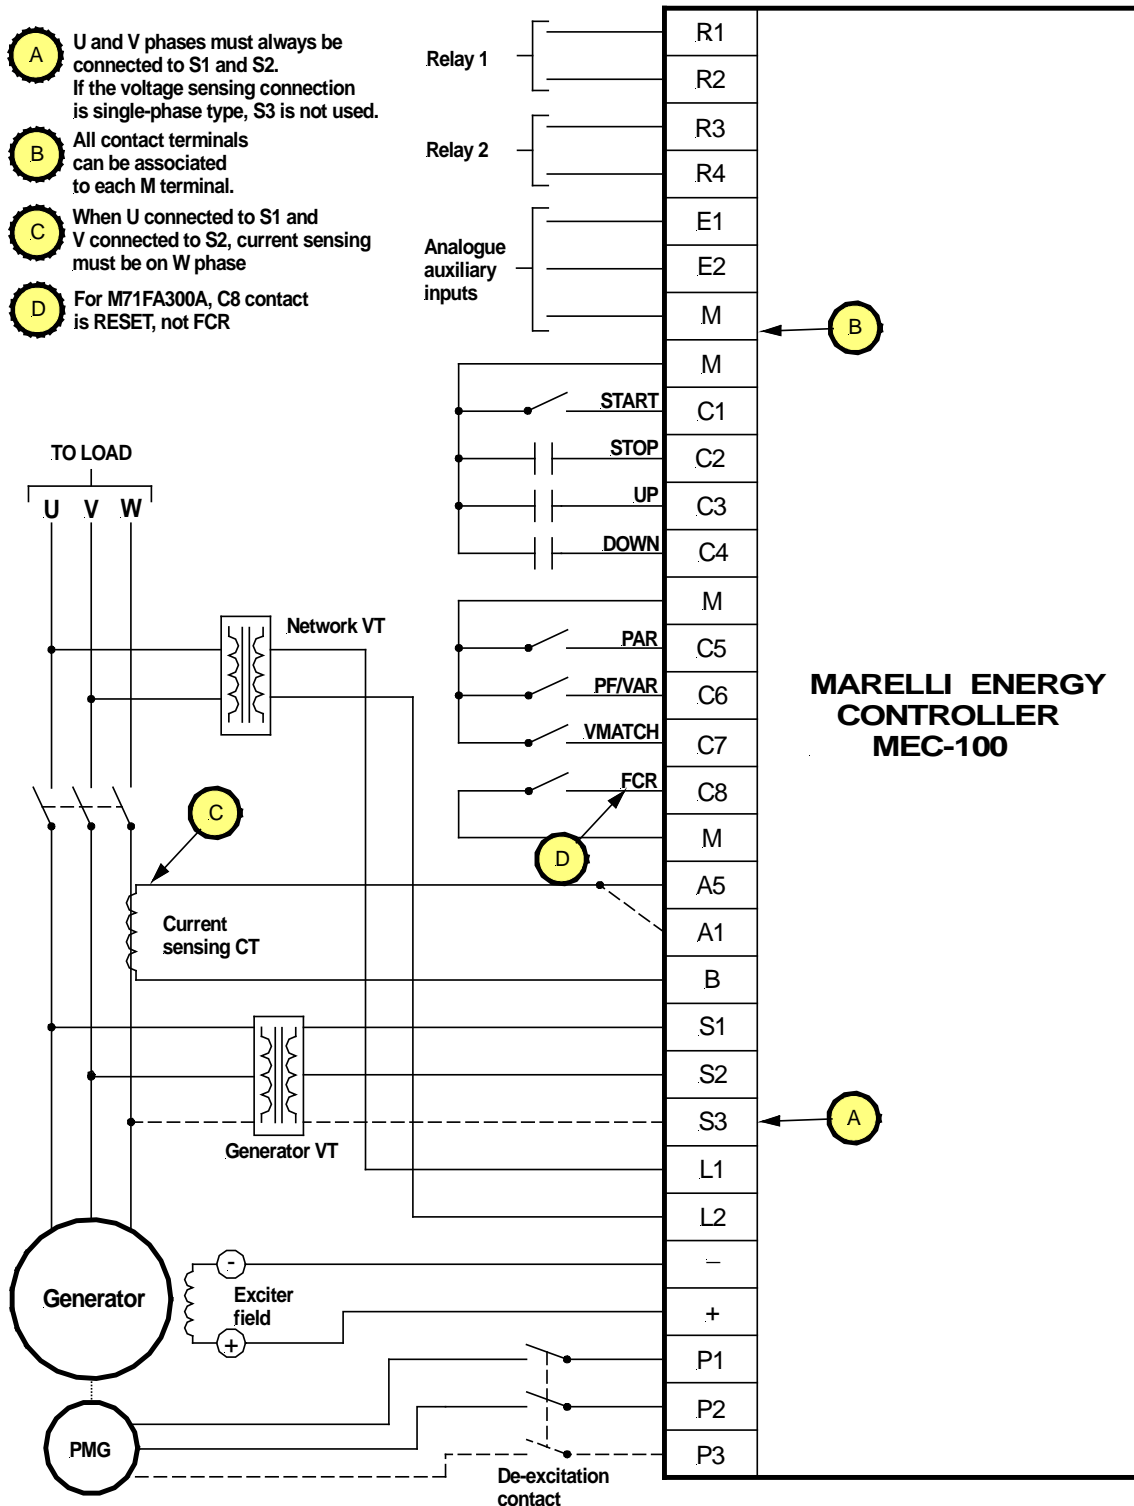 A
U and V phases must always be
connected to S1 and S2.
If the voltage sensing connection
is single-phase type, S3 is not used.
B
All contact terminals
can be associated
to each M terminal.
C
When U connected to S1 and
V connected to S2, current sensing
must be on W phase
D
For M71FA300A, C8 contact
is RESET, not FCR
Relay 1
Relay 2
Analogue
auxiliary
inputs
R1
R2
R3
R4
E1
E2
M
B
M
START
C1
STOP
C2
UP
C3
DOWN
C4
M
PAR
C5
PF/VAR
C6
VMATCH
C7
FCR
C8
D
M
A5
A1
B
S1
S2
S3
A
L1
L2
–
+
P1
P2
P3
MARELLI ENERGY
CONTROLLER
MEC-100
TO LOAD
U V W
Network VT
C
Current
sensing CT
Generator VT
Generator
-
Exciter
field
+
PMG
De-excitation
contact